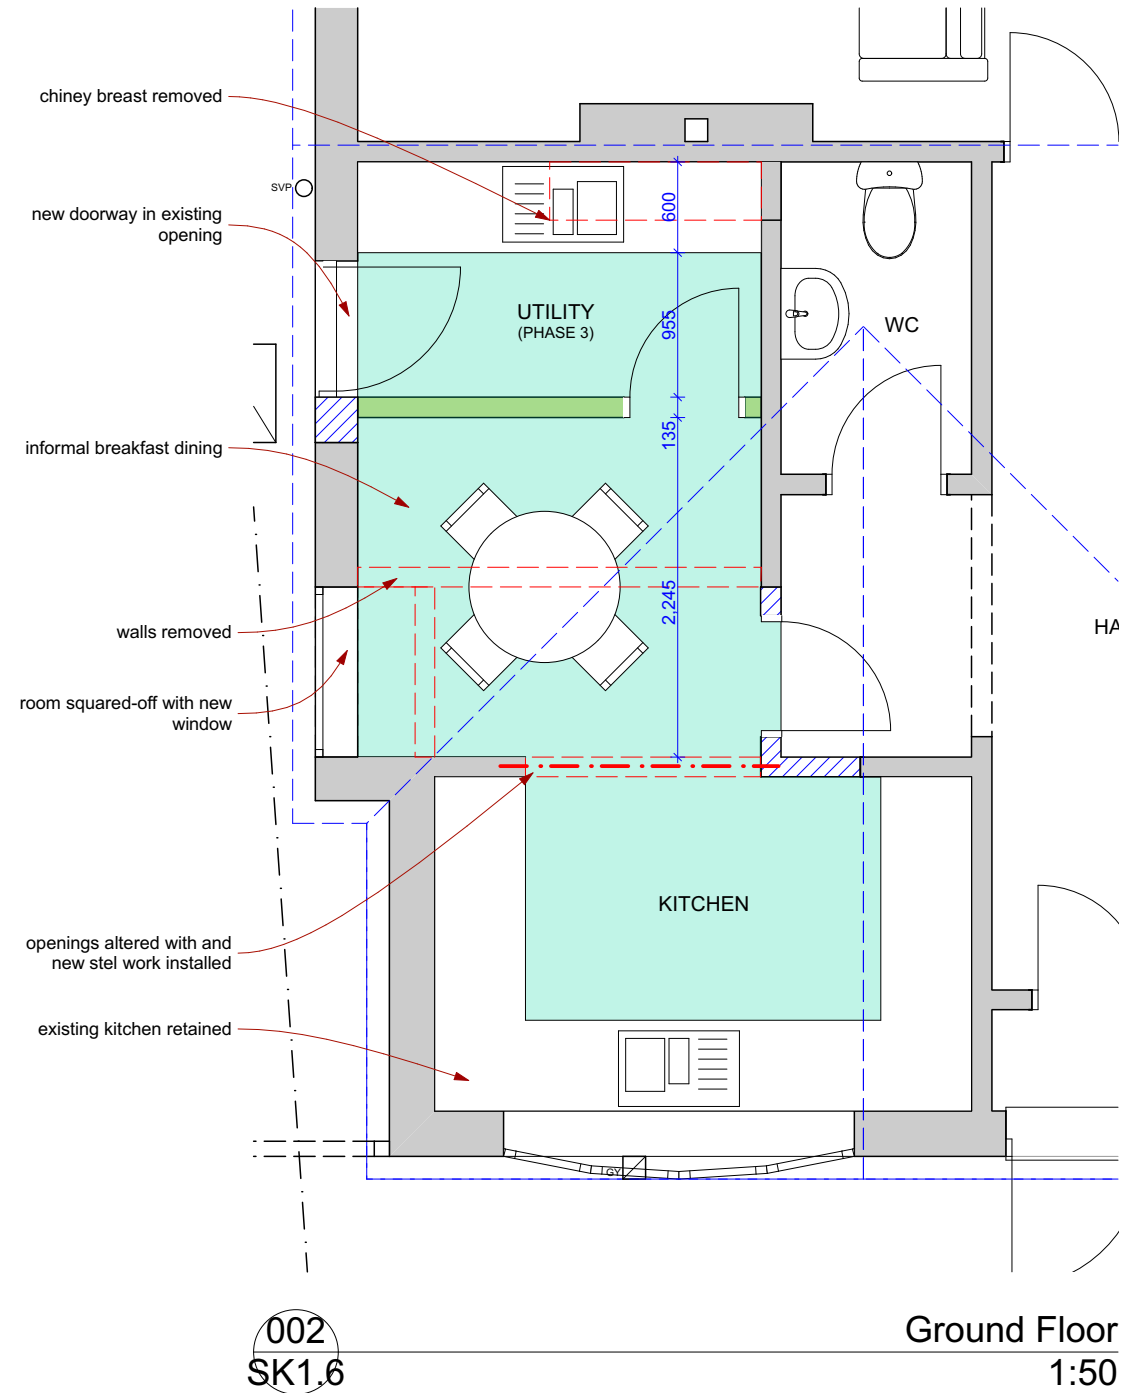 chiney breast removed
SVP
new doorway in existing
opening
600
UTILITY
(PHASE 3)
955
WC
135
informal breakfast dining
2,245
walls removed
HA
room squared-off with new
window
KITCHEN
openings altered with and
new stel work installed
existing kitchen retained
GY
002
SK1.6
Ground Floor
1:50